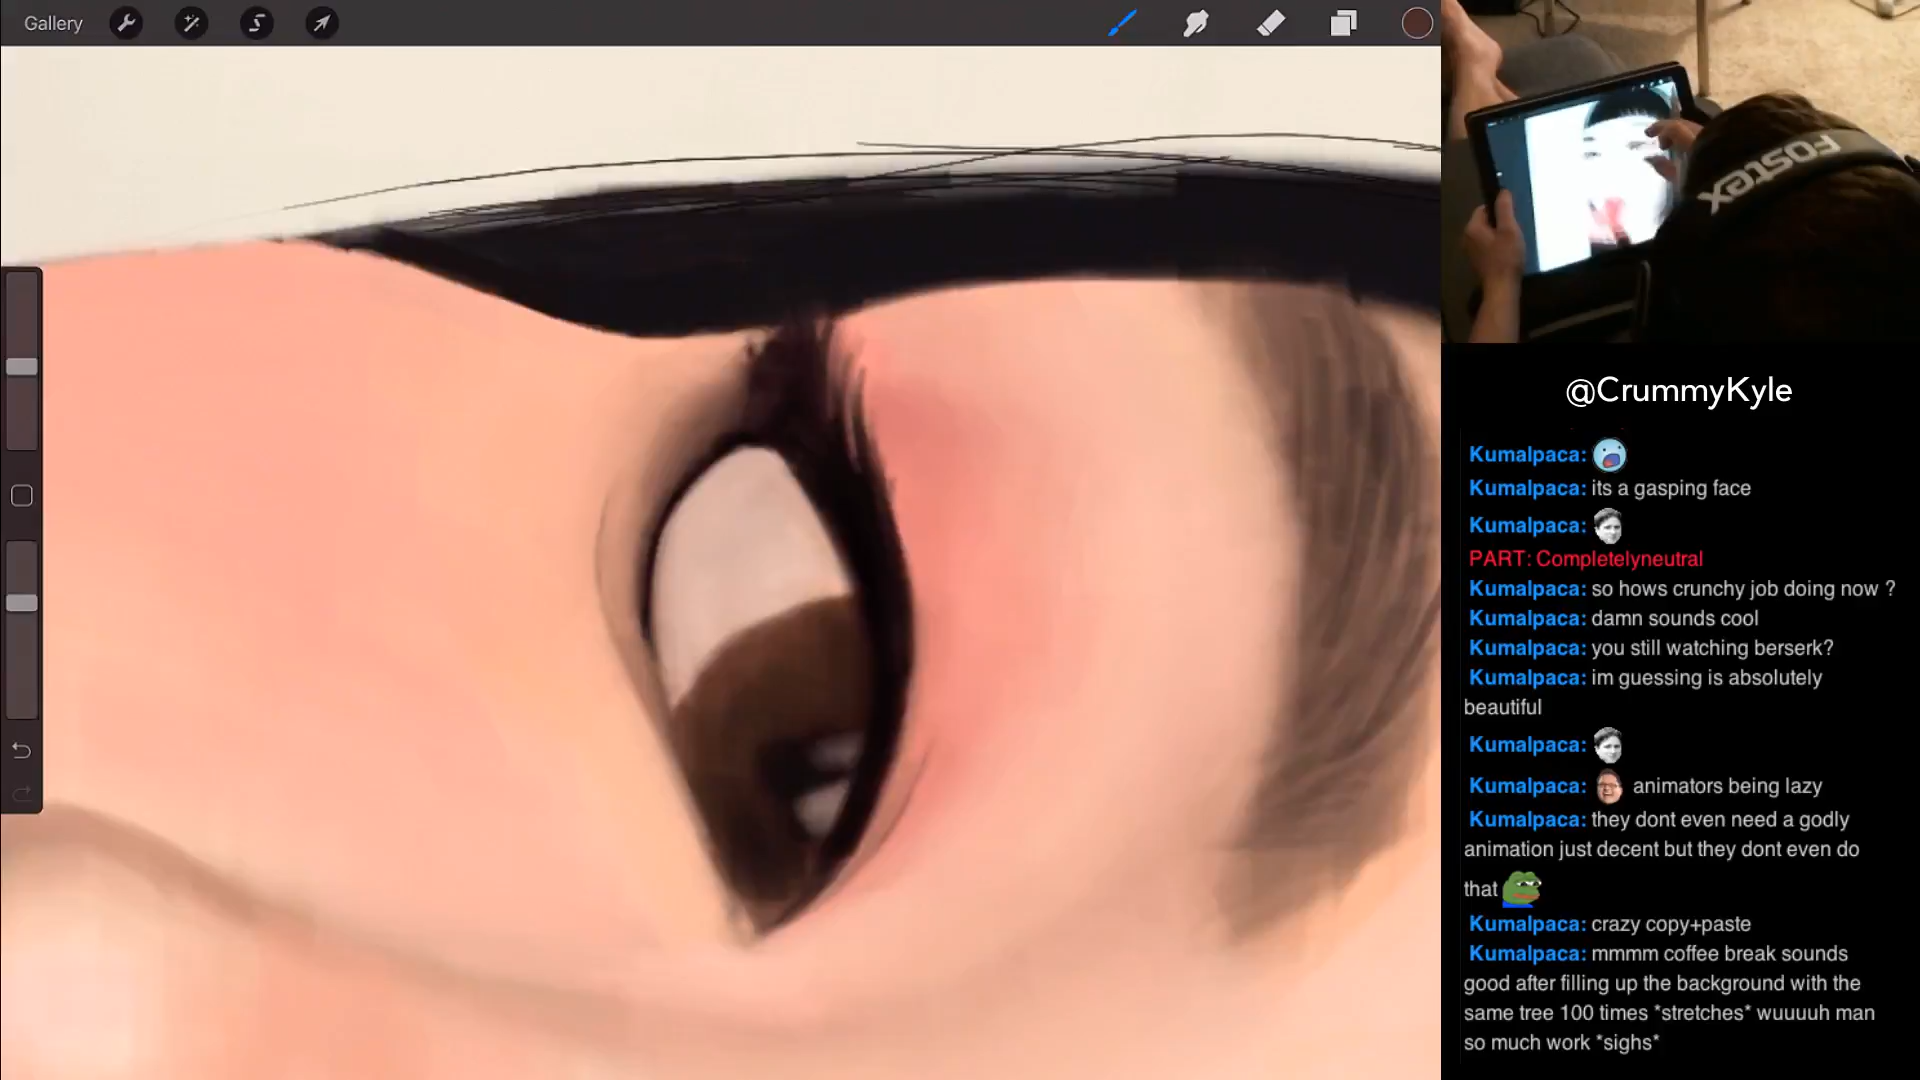 Gallery
FOSTEX
@CrummyKyle
Kumalpaca:
Kumalpaca: its a gasping face
Kumalpaca:
PART: Completelyneutral
Kumalpaca: so hows crunchy job doing now ?
Kumalpaca: damn sounds cool
Kumalpaca: you still watching berserk?
Kumalpaca: im guessing is absolutely
beautiful
Kumalpaca:
Kumalpaca: animators being lazy
Kumalpaca: they dont even need a godly
animation just decent but they dont even do
that
Kumalpaca: crazy copy+paste
Kumalpaca: mmmm coffee break sounds
good after filling up the background with the
same tree 100 times *stretches* wuuuuh man
so much work *sighs*